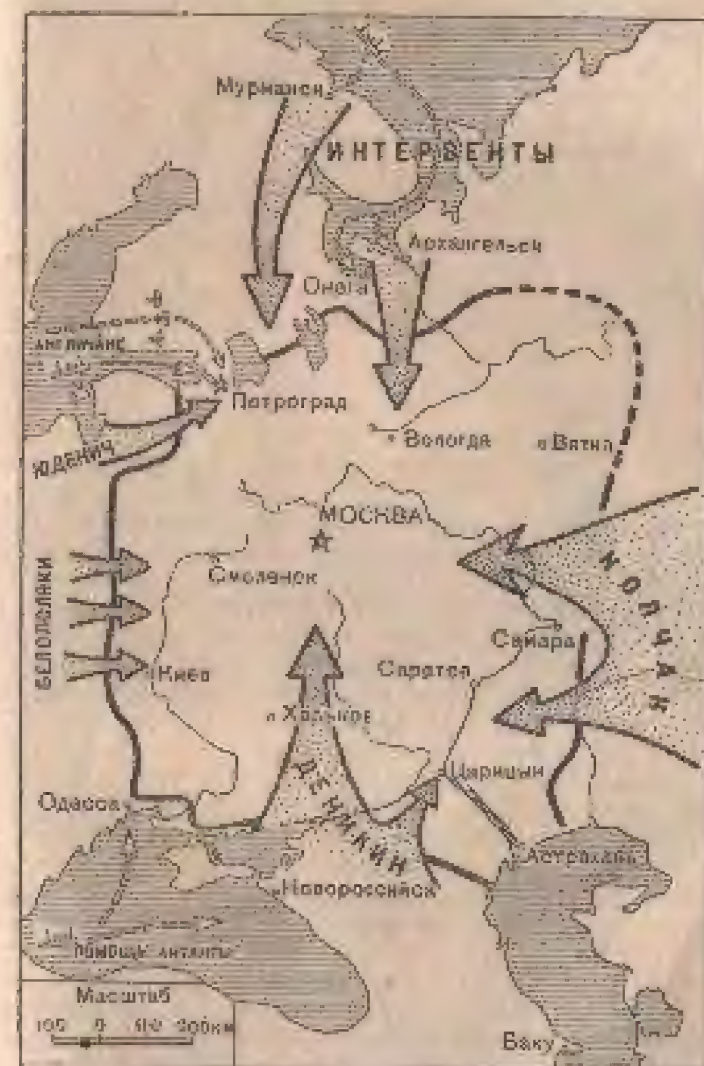 Мурманск
ИНТЕРВЕНТЫ
Архангельск
Онега
АНГЛИЧАНЕ
Петроград
ЮДЕНИЧ
Вологда
Вятка
МОСКВА
Смоленск
КОЛЧАК
БЕЛОПОЛЯКИ
Самара
Киев
Саратов
Харьков
ДЕНИКИН
Царицын
Одесса
Астрахань
Новороссийск
ПОМОЩЬ АНТАНТЫ
Масштаб
100 0 100 200км
Баку